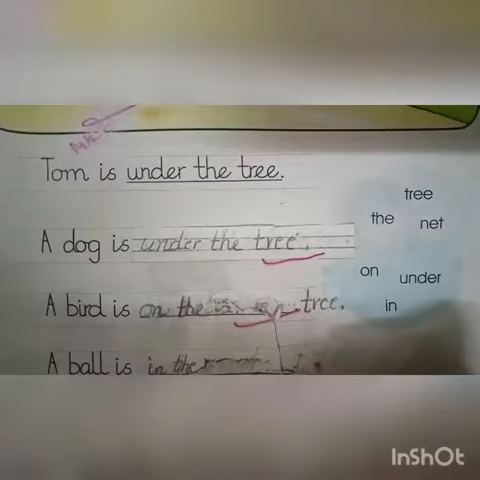 Tom is under the tree.
A dog is under the tree.
A bird is on the tree.
A ball is in the
tree
the net
on under
in
InShOt